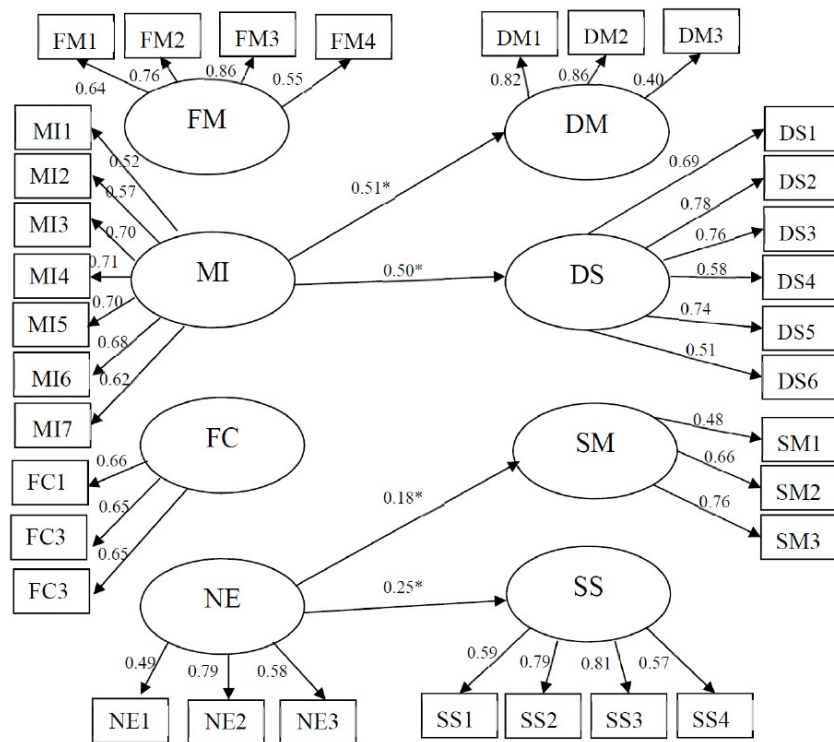 FM1
FM2
FM3
FM4
0.64
0.76
0.86
0.55
FM
DM1
DM2
DM3
0.82
0.86
0.40
DM
MI1
MI2
MI3
MI4
MI5
MI6
MI7
0.52
0.57
0.70
0.71
0.70
0.68
0.62
MI
0.51*
0.50*
DS
0.69
0.78
0.76
0.58
0.74
0.51
DS1
DS2
DS3
DS4
DS5
DS6
FC
0.66
0.65
0.65
FC1
FC3
FC3
SM
0.48
0.66
0.76
SM1
SM2
SM3
0.18*
0.25*
NE
0.49
0.79
0.58
NE1
NE2
NE3
SS
0.59
0.79
0.81
0.57
SS1
SS2
SS3
SS4